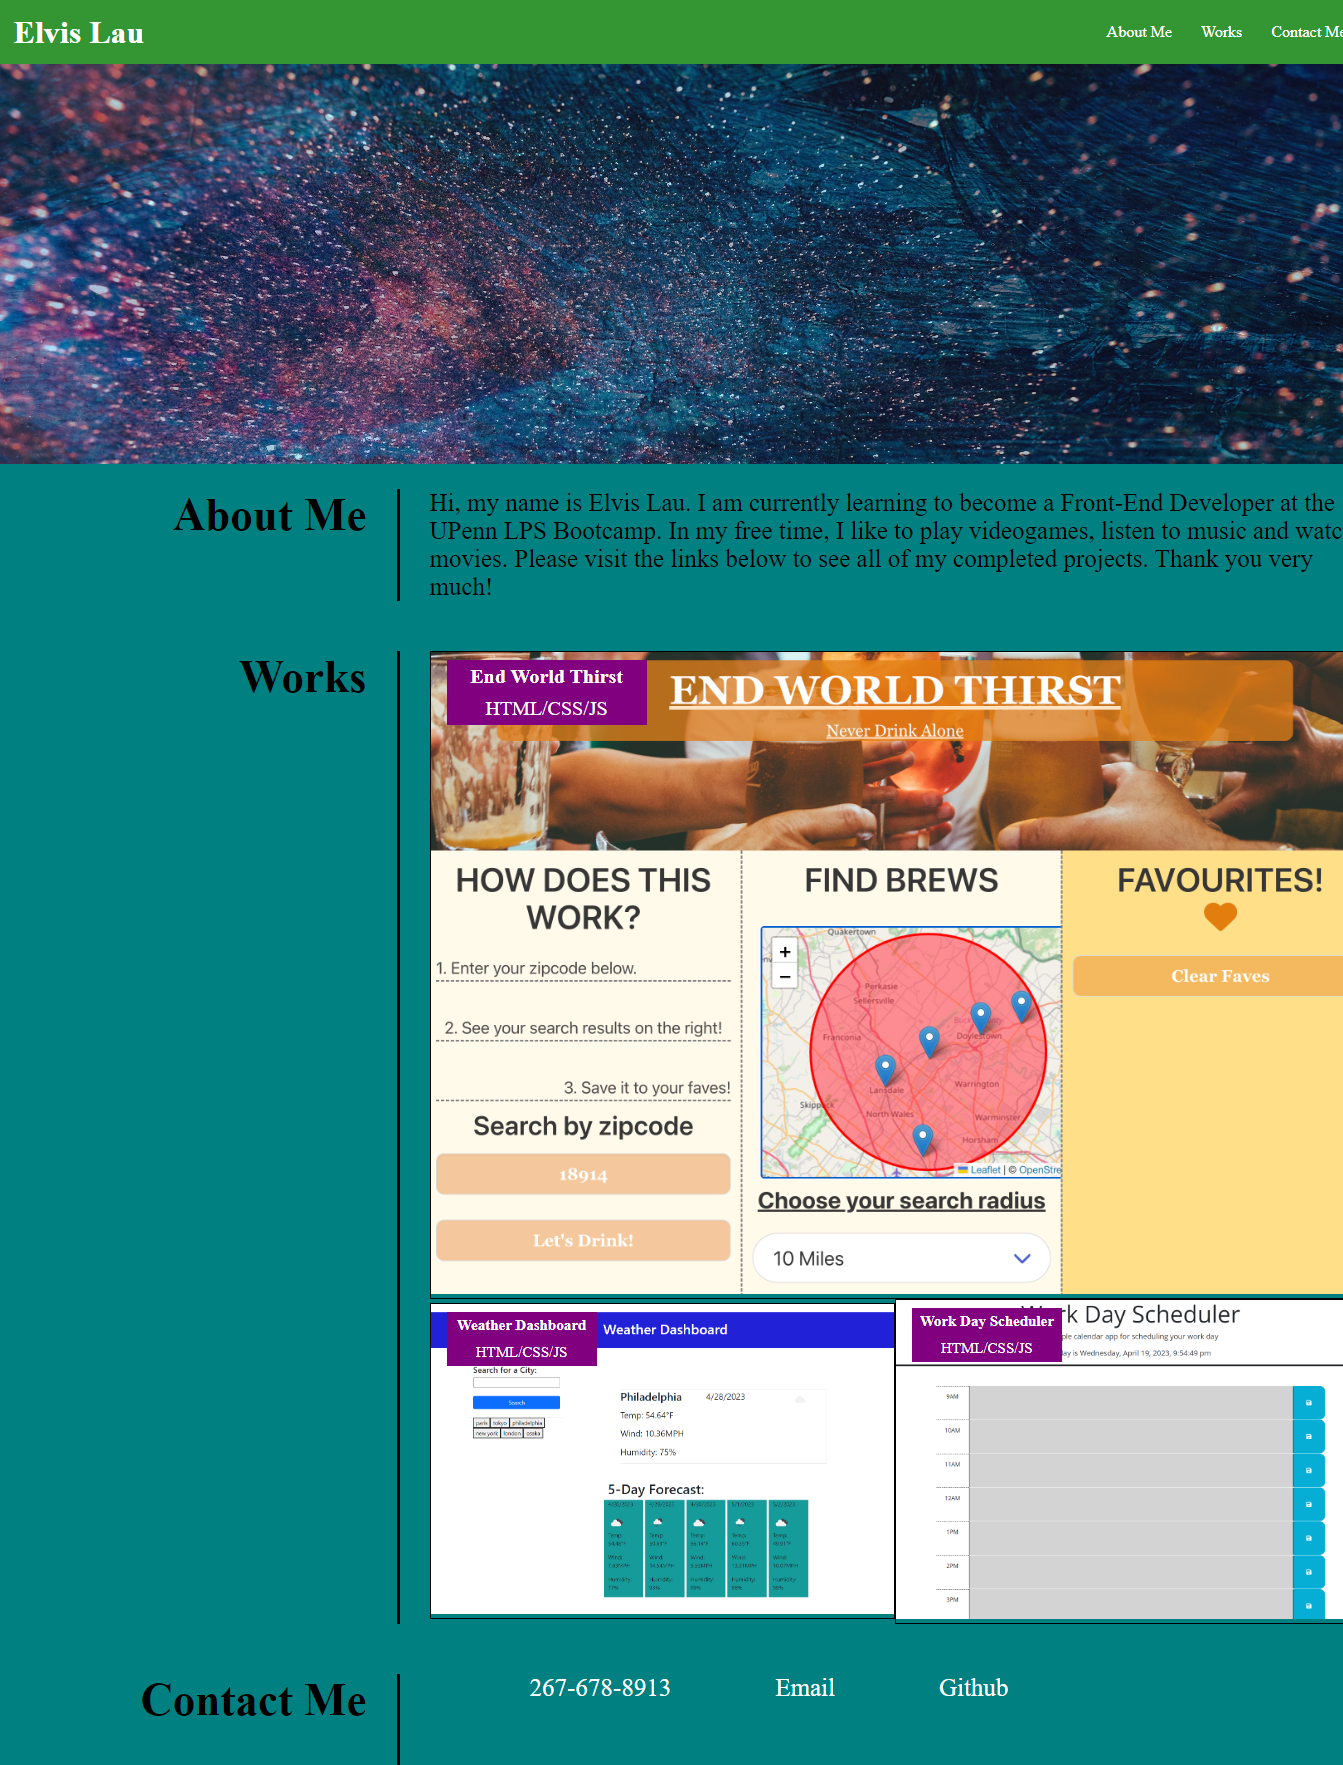 Elvis Lau
About Me
Works
Contact Me
About Me
Hi, my name is Elvis Lau. I am currently learning to become a Front-End Developer at the
UPenn LPS Bootcamp. In my free time, I like to play videogames, listen to music and watc
movies. Please visit the links below to see all of my completed projects. Thank you very
much!
Works
End World Thirst
HTML/CSS/JS
END WORLD THIRST
Never Drink Alone
HOW DOES THIS
WORK?
1. Enter your zipcode below.
2. See your search results on the right!
3. Save it to your faves!
Search by zipcode
18914
Let's Drink!
FIND BREWS
+
−
Quakertown
Perkasie
Sellersville
Franconia
Doylestown
Lansdale
Warrington
Skippack
North Wales
Warminster
Horsham
Leaflet | © OpenStre
Choose your search radius
10 Miles
FAVOURITES!
Clear Faves
Weather Dashboard
HTML/CSS/JS
Weather Dashboard
Search for a City:
Search
paris
tokyo
philadelphia
new york
london
osaka
Philadelphia
4/28/2023
Temp: 54.64°F
Wind: 10.36MPH
Humidity: 75%
5-Day Forecast:
Work Day Scheduler
HTML/CSS/JS
rk Day Scheduler
ple calendar app for scheduling your work day
ay is Wednesday, April 19, 2023, 9:54:49 pm
9AM
10AM
11AM
12AM
1PM
2PM
3PM
Contact Me
267-678-8913
Email
Github